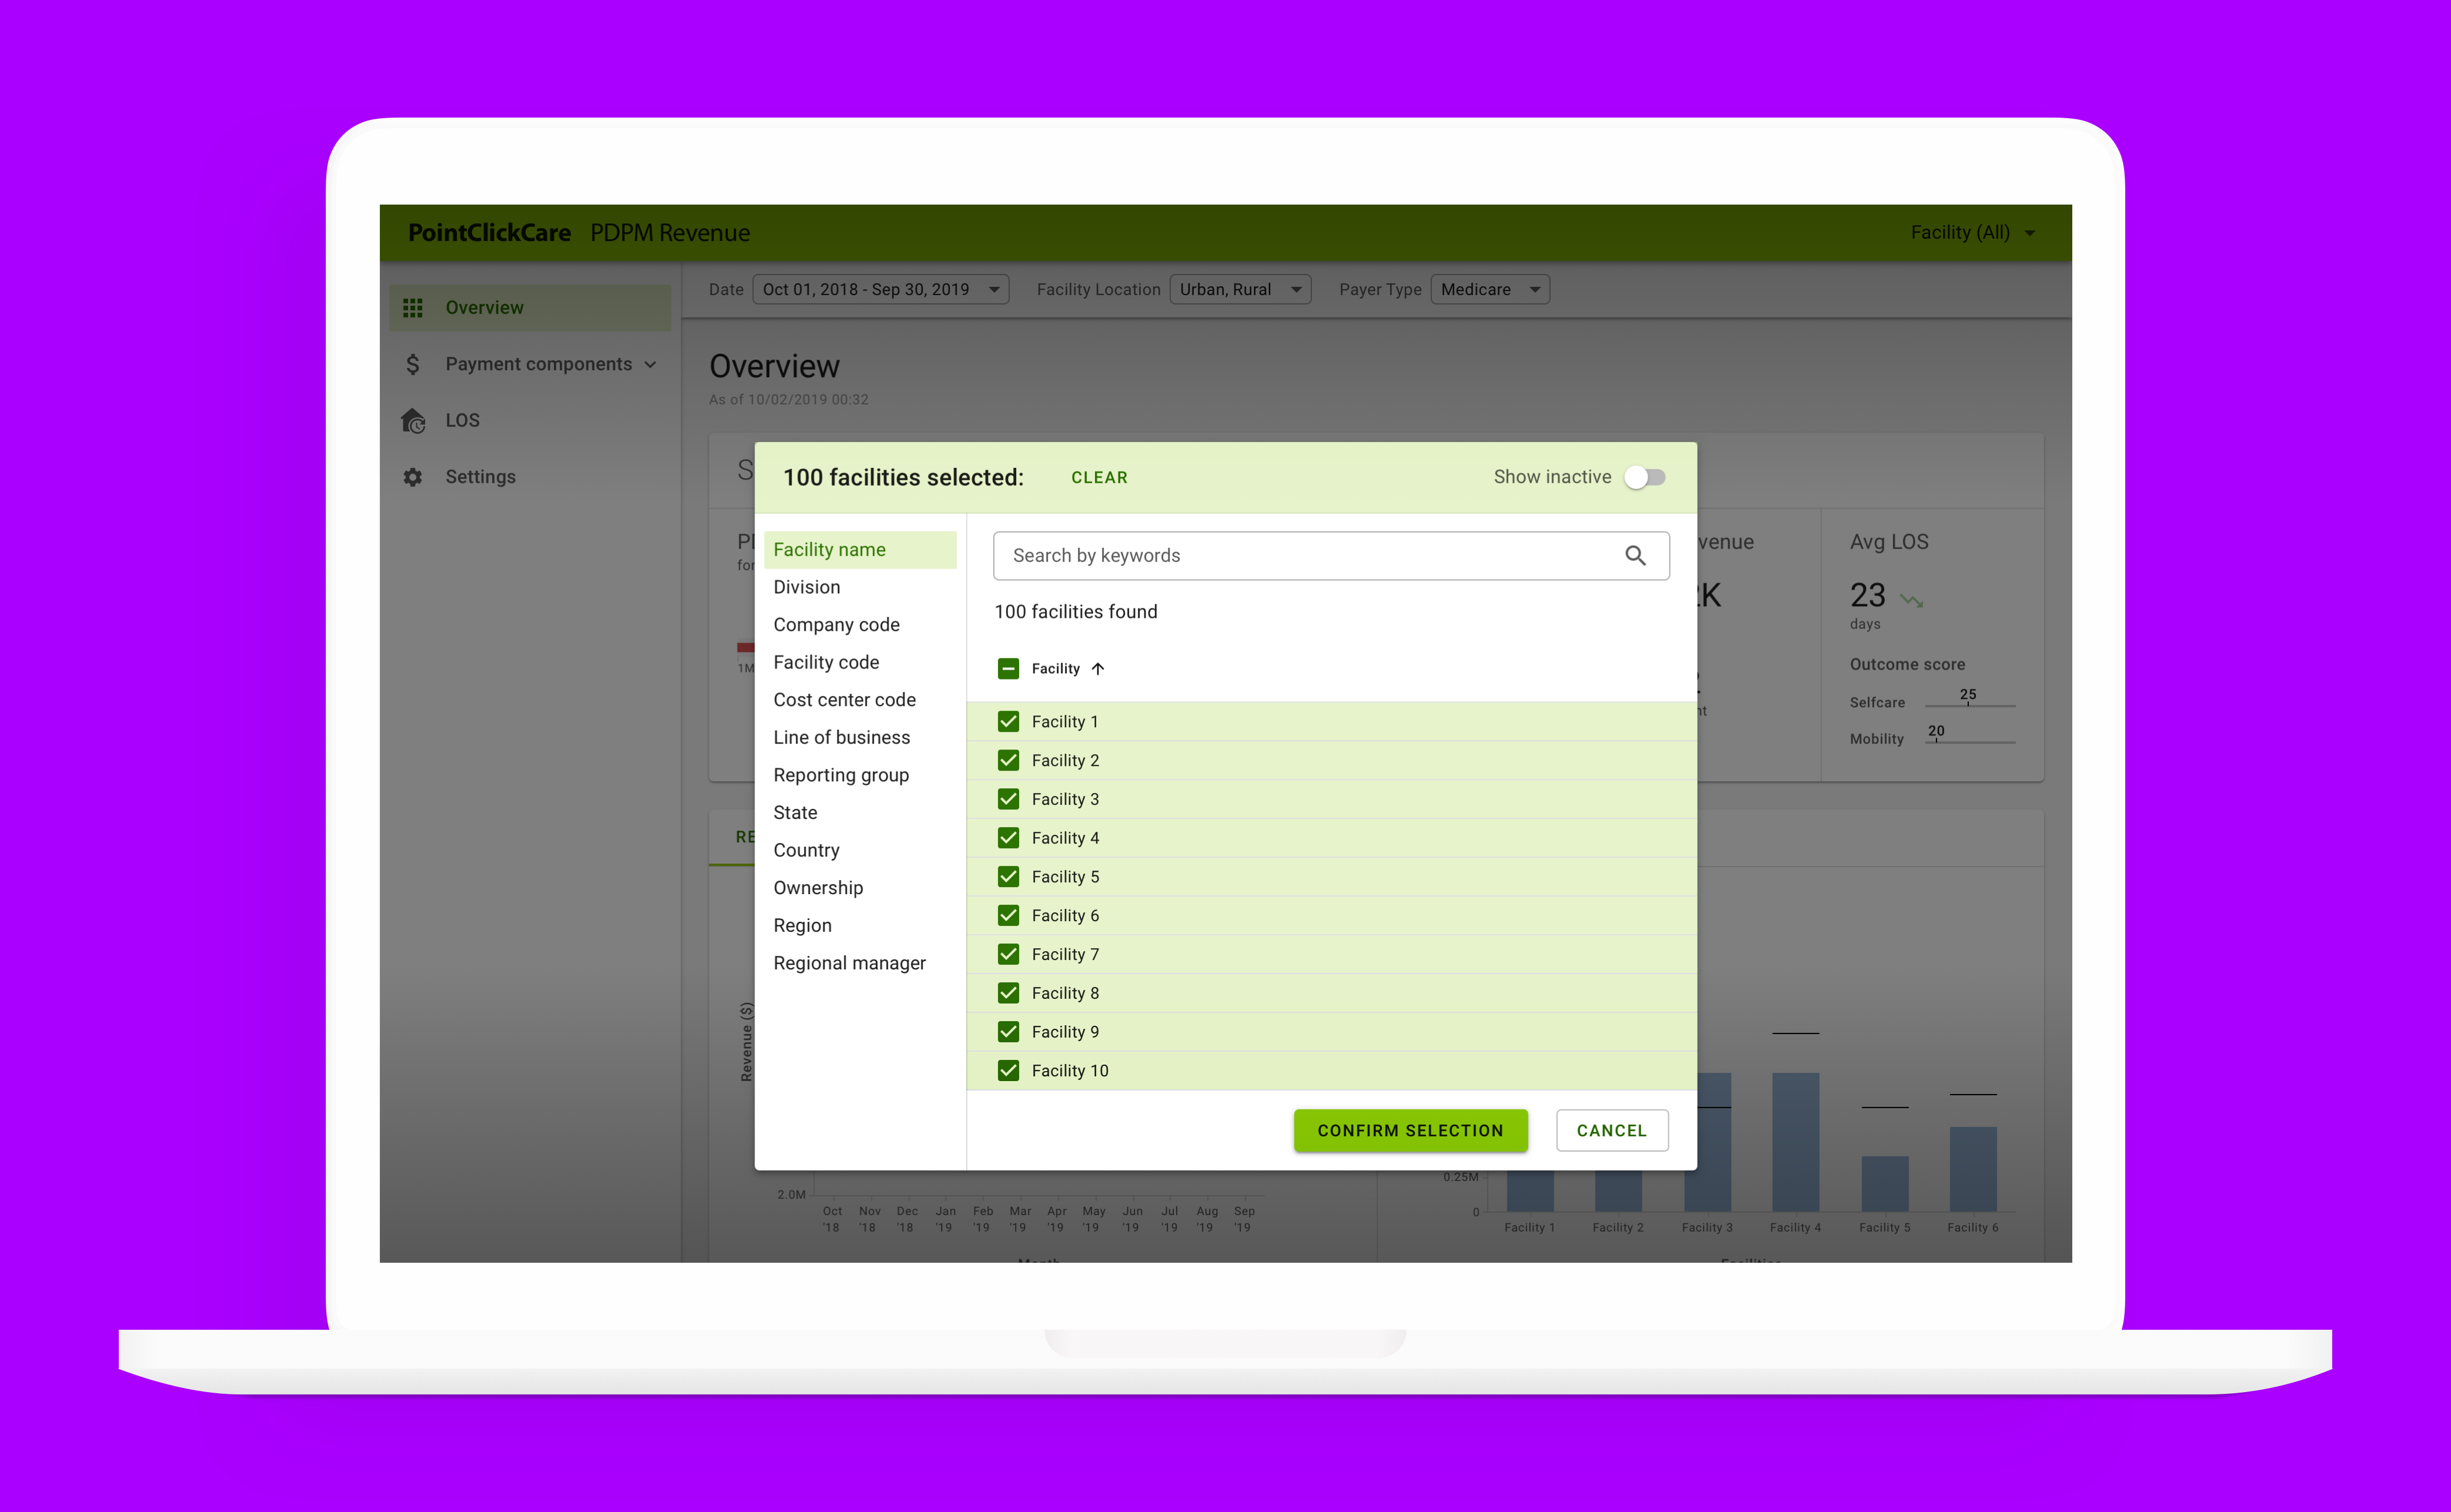 PointClickCare PDPM Revenue Facility (All)
Overview
Payment components
LOS
Settings
Date Oct 01, 2018 - Sep 30, 2019 Facility Location Urban, Rural Payer Type Medicare
Overview
As of 10/02/2019 00:32
100 facilities selected: CLEAR Show inactive
Facility name
Division
Company code
Facility code
Cost center code
Line of business
Reporting group
State
Country
Ownership
Region
Regional manager
Search by keywords
100 facilities found
Facility
Facility 1
Facility 2
Facility 3
Facility 4
Facility 5
Facility 6
Facility 7
Facility 8
Facility 9
Facility 10
CONFIRM SELECTION CANCEL
1M
Avg LOS
23
days
Outcome score
Selfcare 25
Mobility 20
Revenue ($)
2.0M
Oct Nov Dec Jan Feb Mar Apr May Jun Jul Aug Sep
'18 '18 '18 '19 '19 '19 '19 '19 '19 '19 '19 '19
0.25M
0
Facility 1 Facility 2 Facility 3 Facility 4 Facility 5 Facility 6